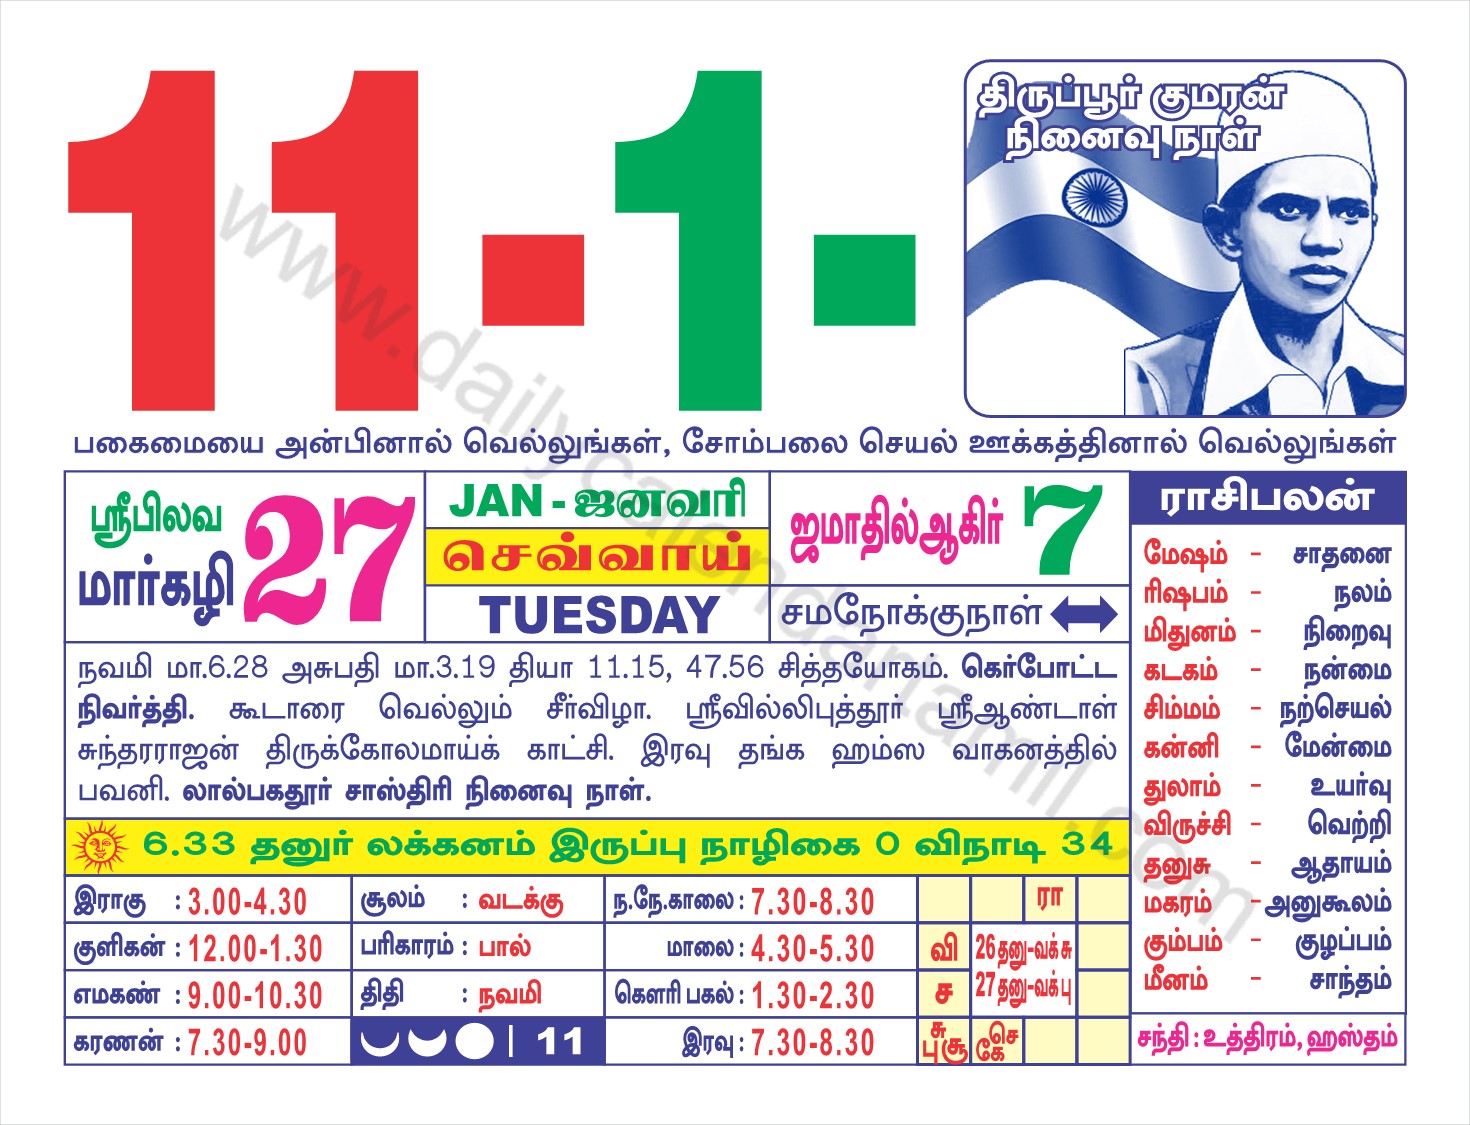 11-1-
திருப்பூர் குமரன்
நினைவு நாள்
பகைமையை அன்பினால் வெல்லுங்கள், சோம்பலை செயல் ஊக்கத்தினால் வெல்லுங்கள்
ஸ்ரீபிலவ
மார்கழி 27
JAN - ஜனவரி
செவ்வாய்
TUESDAY
ஜமாதில்ஆகிர் 7
சமநோக்குநாள்
நவமி மா.6.28 அசுபதி மா.3.19 தியா 11.15, 47.56 சித்தயோகம். கெர்போட்ட
நிவர்த்தி. கூடாரை வெல்லும் சீர்விழா. ஸ்ரீவில்லிபுத்தூர் ஸ்ரீஆண்டாள்
சுந்தரராஜன் திருக்கோலமாய்க் காட்சி. இரவு தங்க ஹம்ஸ வாகனத்தில்
பவனி. லால்பகதூர் சாஸ்திரி நினைவு நாள்.
6.33 தனுர் லக்கனம் இருப்பு நாழிகை 0 விநாடி 34
இராகு : 3.00-4.30
குளிகன் : 12.00-1.30
எமகண் : 9.00-10.30
கரணன் : 7.30-9.00
சூலம் : வடக்கு
பரிகாரம் : பால்
திதி : நவமி
| 11
ந.நே.காலை : 7.30-8.30
மாலை : 4.30-5.30
கௌரி பகல் : 1.30-2.30
இரவு : 7.30-8.30
ரா
வி 26 தனு-வக்சு
ச 27 தனு-வக்பு
சு செ
புசூ கே
ராசிபலன்
மேஷம் - சாதனை
ரிஷபம் - நலம்
மிதுனம் - நிறைவு
கடகம் - நன்மை
சிம்மம் - நற்செயல்
கன்னி - மேன்மை
துலாம் - உயர்வு
விருச்சி - வெற்றி
தனுசு - ஆதாயம்
மகரம் - அனுகூலம்
கும்பம் - குழப்பம்
மீனம் - சாந்தம்
சந்தி : உத்திரம், ஹஸ்தம்
www.dailycalendartamil.com